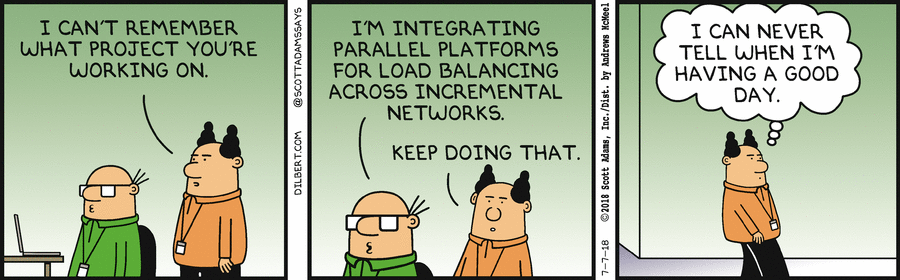 I CAN'T REMEMBER
WHAT PROJECT YOU'RE
WORKING ON.
DILBERT.COM
@SCOTTADAMSSAYS
I'M INTEGRATING
PARALLEL PLATFORMS
FOR LOAD BALANCING
ACROSS INCREMENTAL
NETWORKS.
KEEP DOING THAT.
7-7-18 ©2018 Scott Adams, Inc./Dist. by Andrews McMeel
I CAN NEVER
TELL WHEN I'M
HAVING A GOOD
DAY.